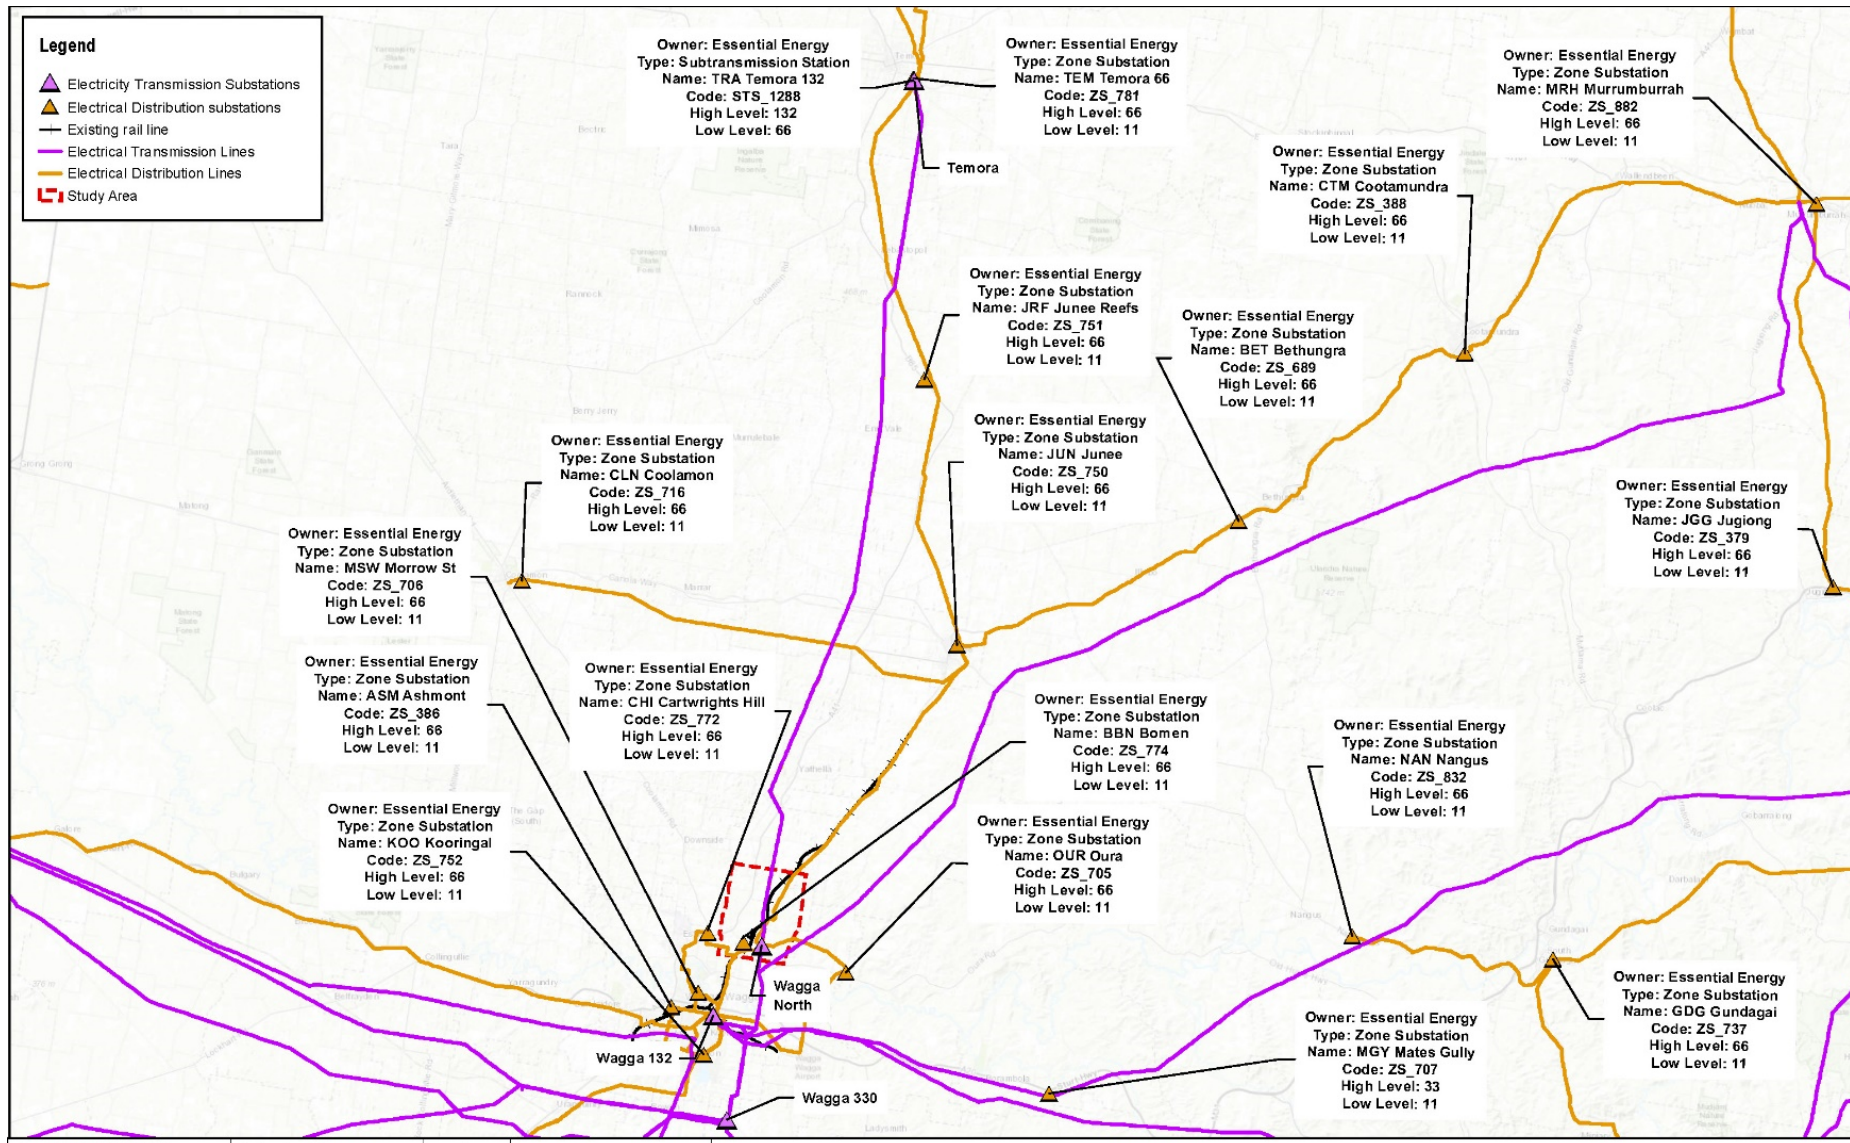 Legend
Electricity Transmission Substations
Electrical Distribution substations
Existing rail line
Electrical Transmission Lines
Electrical Distribution Lines
Study Area
Owner: Essential Energy
Type: Subtransmission Station
Name: TRA Temora 132
Code: STS_1288
High Level: 132
Low Level: 66
Owner: Essential Energy
Type: Zone Substation
Name: TEM Temora 66
Code: ZS_781
High Level: 66
Low Level: 11
Temora
Owner: Essential Energy
Type: Zone Substation
Name: MRH Murrumburrah
Code: ZS_882
High Level: 66
Low Level: 11
Owner: Essential Energy
Type: Zone Substation
Name: CTM Cootamundra
Code: ZS_388
High Level: 66
Low Level: 11
Owner: Essential Energy
Type: Zone Substation
Name: JRF Junee Reefs
Code: ZS_751
High Level: 66
Low Level: 11
Owner: Essential Energy
Type: Zone Substation
Name: BET Bethungra
Code: ZS_689
High Level: 66
Low Level: 11
Owner: Essential Energy
Type: Zone Substation
Name: JUN Junee
Code: ZS_750
High Level: 66
Low Level: 11
Owner: Essential Energy
Type: Zone Substation
Name: CLN Coolamon
Code: ZS_716
High Level: 66
Low Level: 11
Owner: Essential Energy
Type: Zone Substation
Name: JGG Jugiong
Code: ZS_379
High Level: 66
Low Level: 11
Owner: Essential Energy
Type: Zone Substation
Name: MSW Morrow St
Code: ZS_706
High Level: 66
Low Level: 11
Owner: Essential Energy
Type: Zone Substation
Name: ASM Ashmont
Code: ZS_386
High Level: 66
Low Level: 11
Owner: Essential Energy
Type: Zone Substation
Name: CHI Cartwrights Hill
Code: ZS_772
High Level: 66
Low Level: 11
Owner: Essential Energy
Type: Zone Substation
Name: BBN Bomen
Code: ZS_774
High Level: 66
Low Level: 11
Owner: Essential Energy
Type: Zone Substation
Name: NAN Nangus
Code: ZS_832
High Level: 66
Low Level: 11
Owner: Essential Energy
Type: Zone Substation
Name: KOO Kooringal
Code: ZS_752
High Level: 66
Low Level: 11
Owner: Essential Energy
Type: Zone Substation
Name: OUR Oura
Code: ZS_705
High Level: 66
Low Level: 11
Owner: Essential Energy
Type: Zone Substation
Name: GDG Gundagai
Code: ZS_737
High Level: 66
Low Level: 11
Owner: Essential Energy
Type: Zone Substation
Name: MGY Mates Gully
Code: ZS_707
High Level: 33
Low Level: 11
Wagga
North
Wagga 132
Wagga 330
Ladysmith
Bethungra
Nangus
Matong
Rannock
Mimosa
Marrar
Collingullie
Downside
Yathella